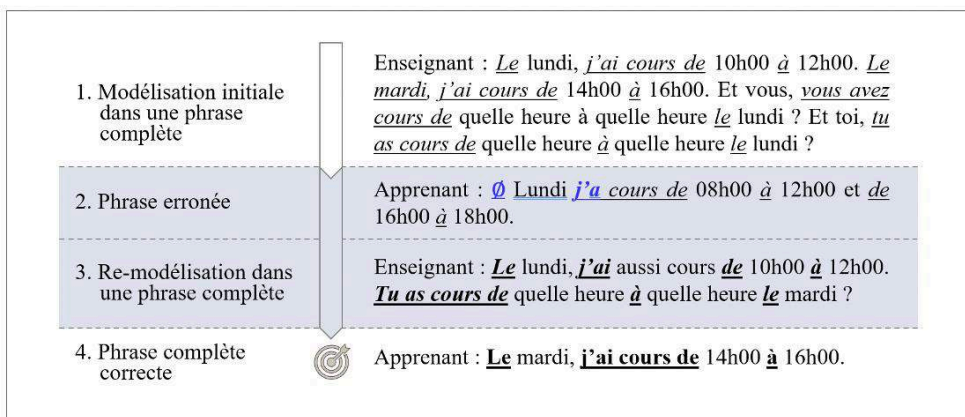 1. Modélisation initiale
dans une phrase
complète
Enseignant : Le lundi, j’ai cours de 10h00 à 12h00. Le
mardi, j’ai cours de 14h00 à 16h00. Et vous, vous avez
cours de quelle heure à quelle heure le lundi ? Et toi, tu
as cours de quelle heure à quelle heure le lundi ?
2. Phrase erronée
Apprenant : Ø Lundi j’a cours de 08h00 à 12h00 et de
16h00 à 18h00.
3. Re-modélisation dans
une phrase complète
Enseignant : Le lundi, j’ai aussi cours de 10h00 à 12h00.
Tu as cours de quelle heure à quelle heure le mardi ?
4. Phrase complète
correcte
Apprenant : Le mardi, j’ai cours de 14h00 à 16h00.